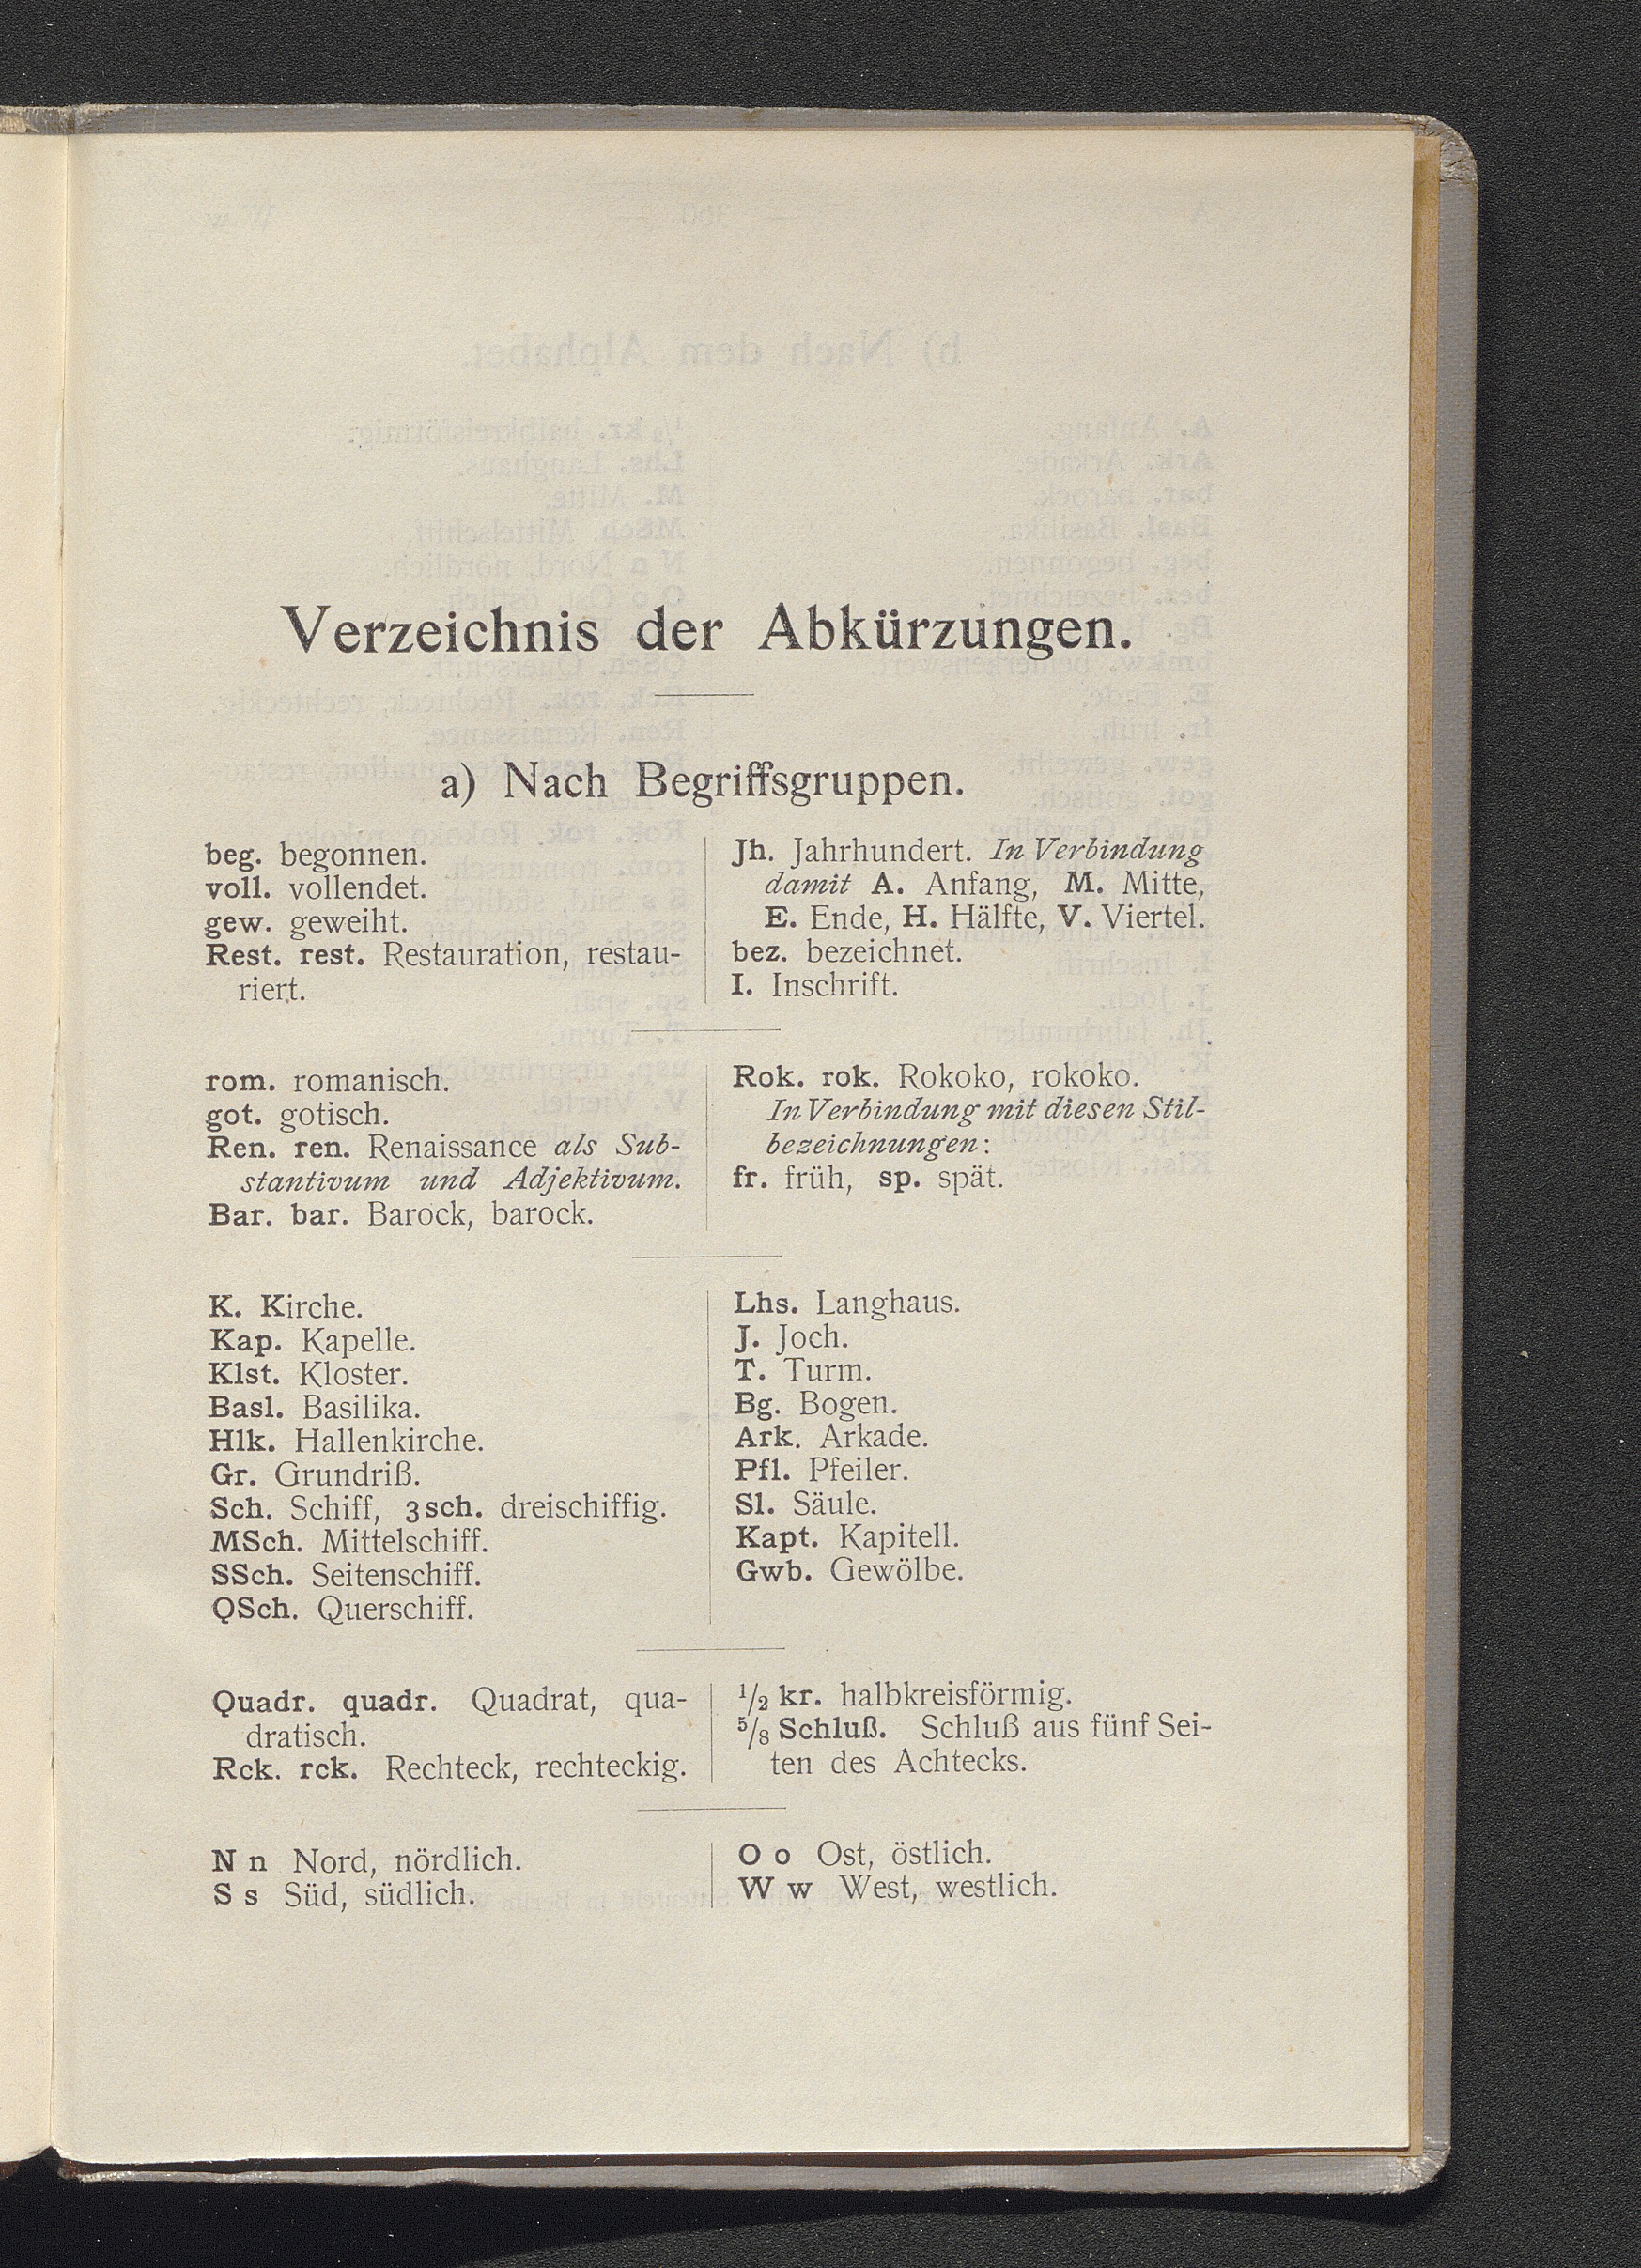 Verzeichnis der Abkürzungen.
a) Nach Begriffsgruppen.
beg. begonnen.
voll. vollendet.
gew. geweiht.
Rest. rest. Restauration, restau-
riert.
Jh. Jahrhundert. In Verbindung
damit A. Anfang, M. Mitte,
E. Ende, H. Hälfte, V. Viertel.
bez. bezeichnet.
I. Inschrift.
rom. romanisch.
got. gotisch.
Ren. ren. Renaissance als Sub-
stantivum und Adjektivum.
Bar. bar. Barock, barock.
Rok. rok. Rokoko, rokoko.
In Verbindung mit diesen Stil-
bezeichnungen:
fr. früh, sp. spät.
K. Kirche.
Kap. Kapelle.
Klst. Kloster.
Basl. Basilika.
Hlk. Hallenkirche.
Gr. Grundriß.
Sch. Schiff, 3sch. dreischiffig.
MSch. Mittelschiff.
SSch. Seitenschiff.
QSch. Querschiff.
Lhs. Langhaus.
J. Joch.
T. Turm.
Bg. Bogen.
Ark. Arkade.
Pfl. Pfeiler.
Sl. Säule.
Kapt. Kapitell.
Gwb. Gewölbe.
Quadr. quadr. Quadrat, qua-
dratisch.
Rck. rck. Rechteck, rechteckig.
1/2 kr. halbkreisförmig.
5/8 Schluß. Schluß aus fünf Sei-
ten des Achtecks.
N n Nord, nördlich.
S s Süd, südlich.
O o Ost, östlich.
W w West, westlich.